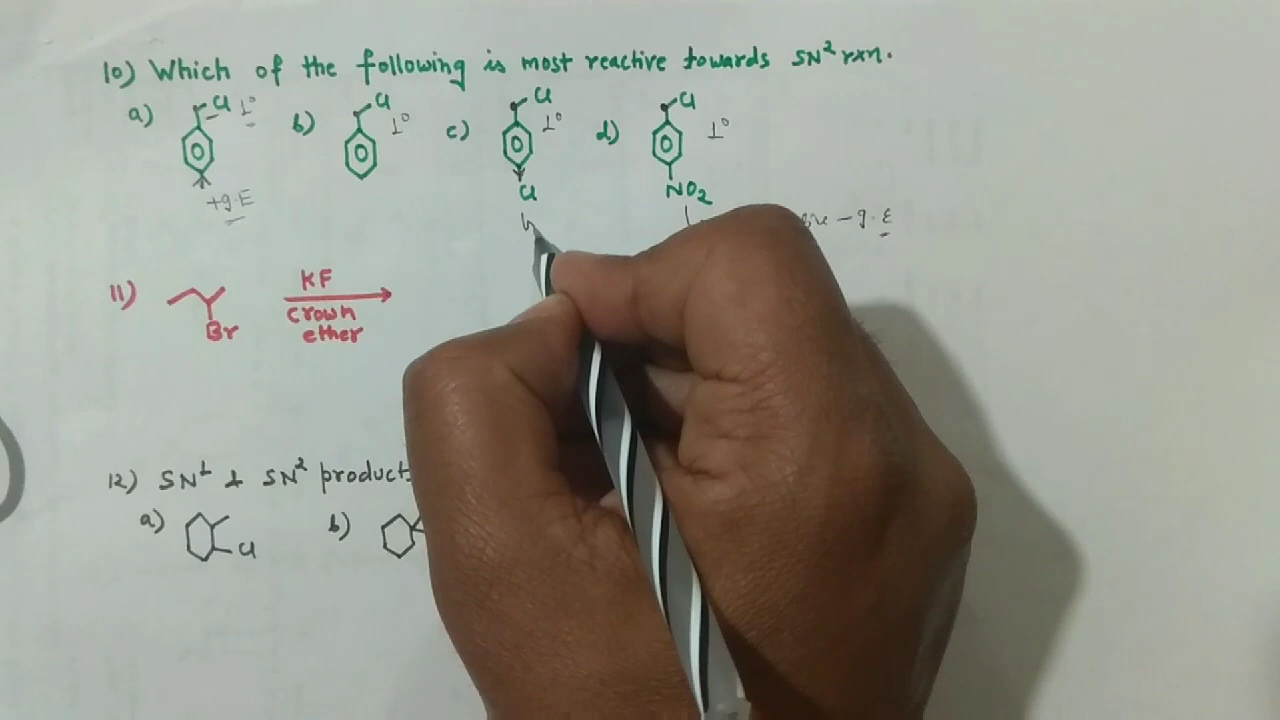 10) Which of the following is most reactive towards SN² rxn.
a) Cl 1° b) Cl 1° c) Cl 1° d) Cl 1°
Cl NO₂
+I.E -I.E
11) Br KF
crown
ether
12) SN¹ & SN² product
a) Cl b)